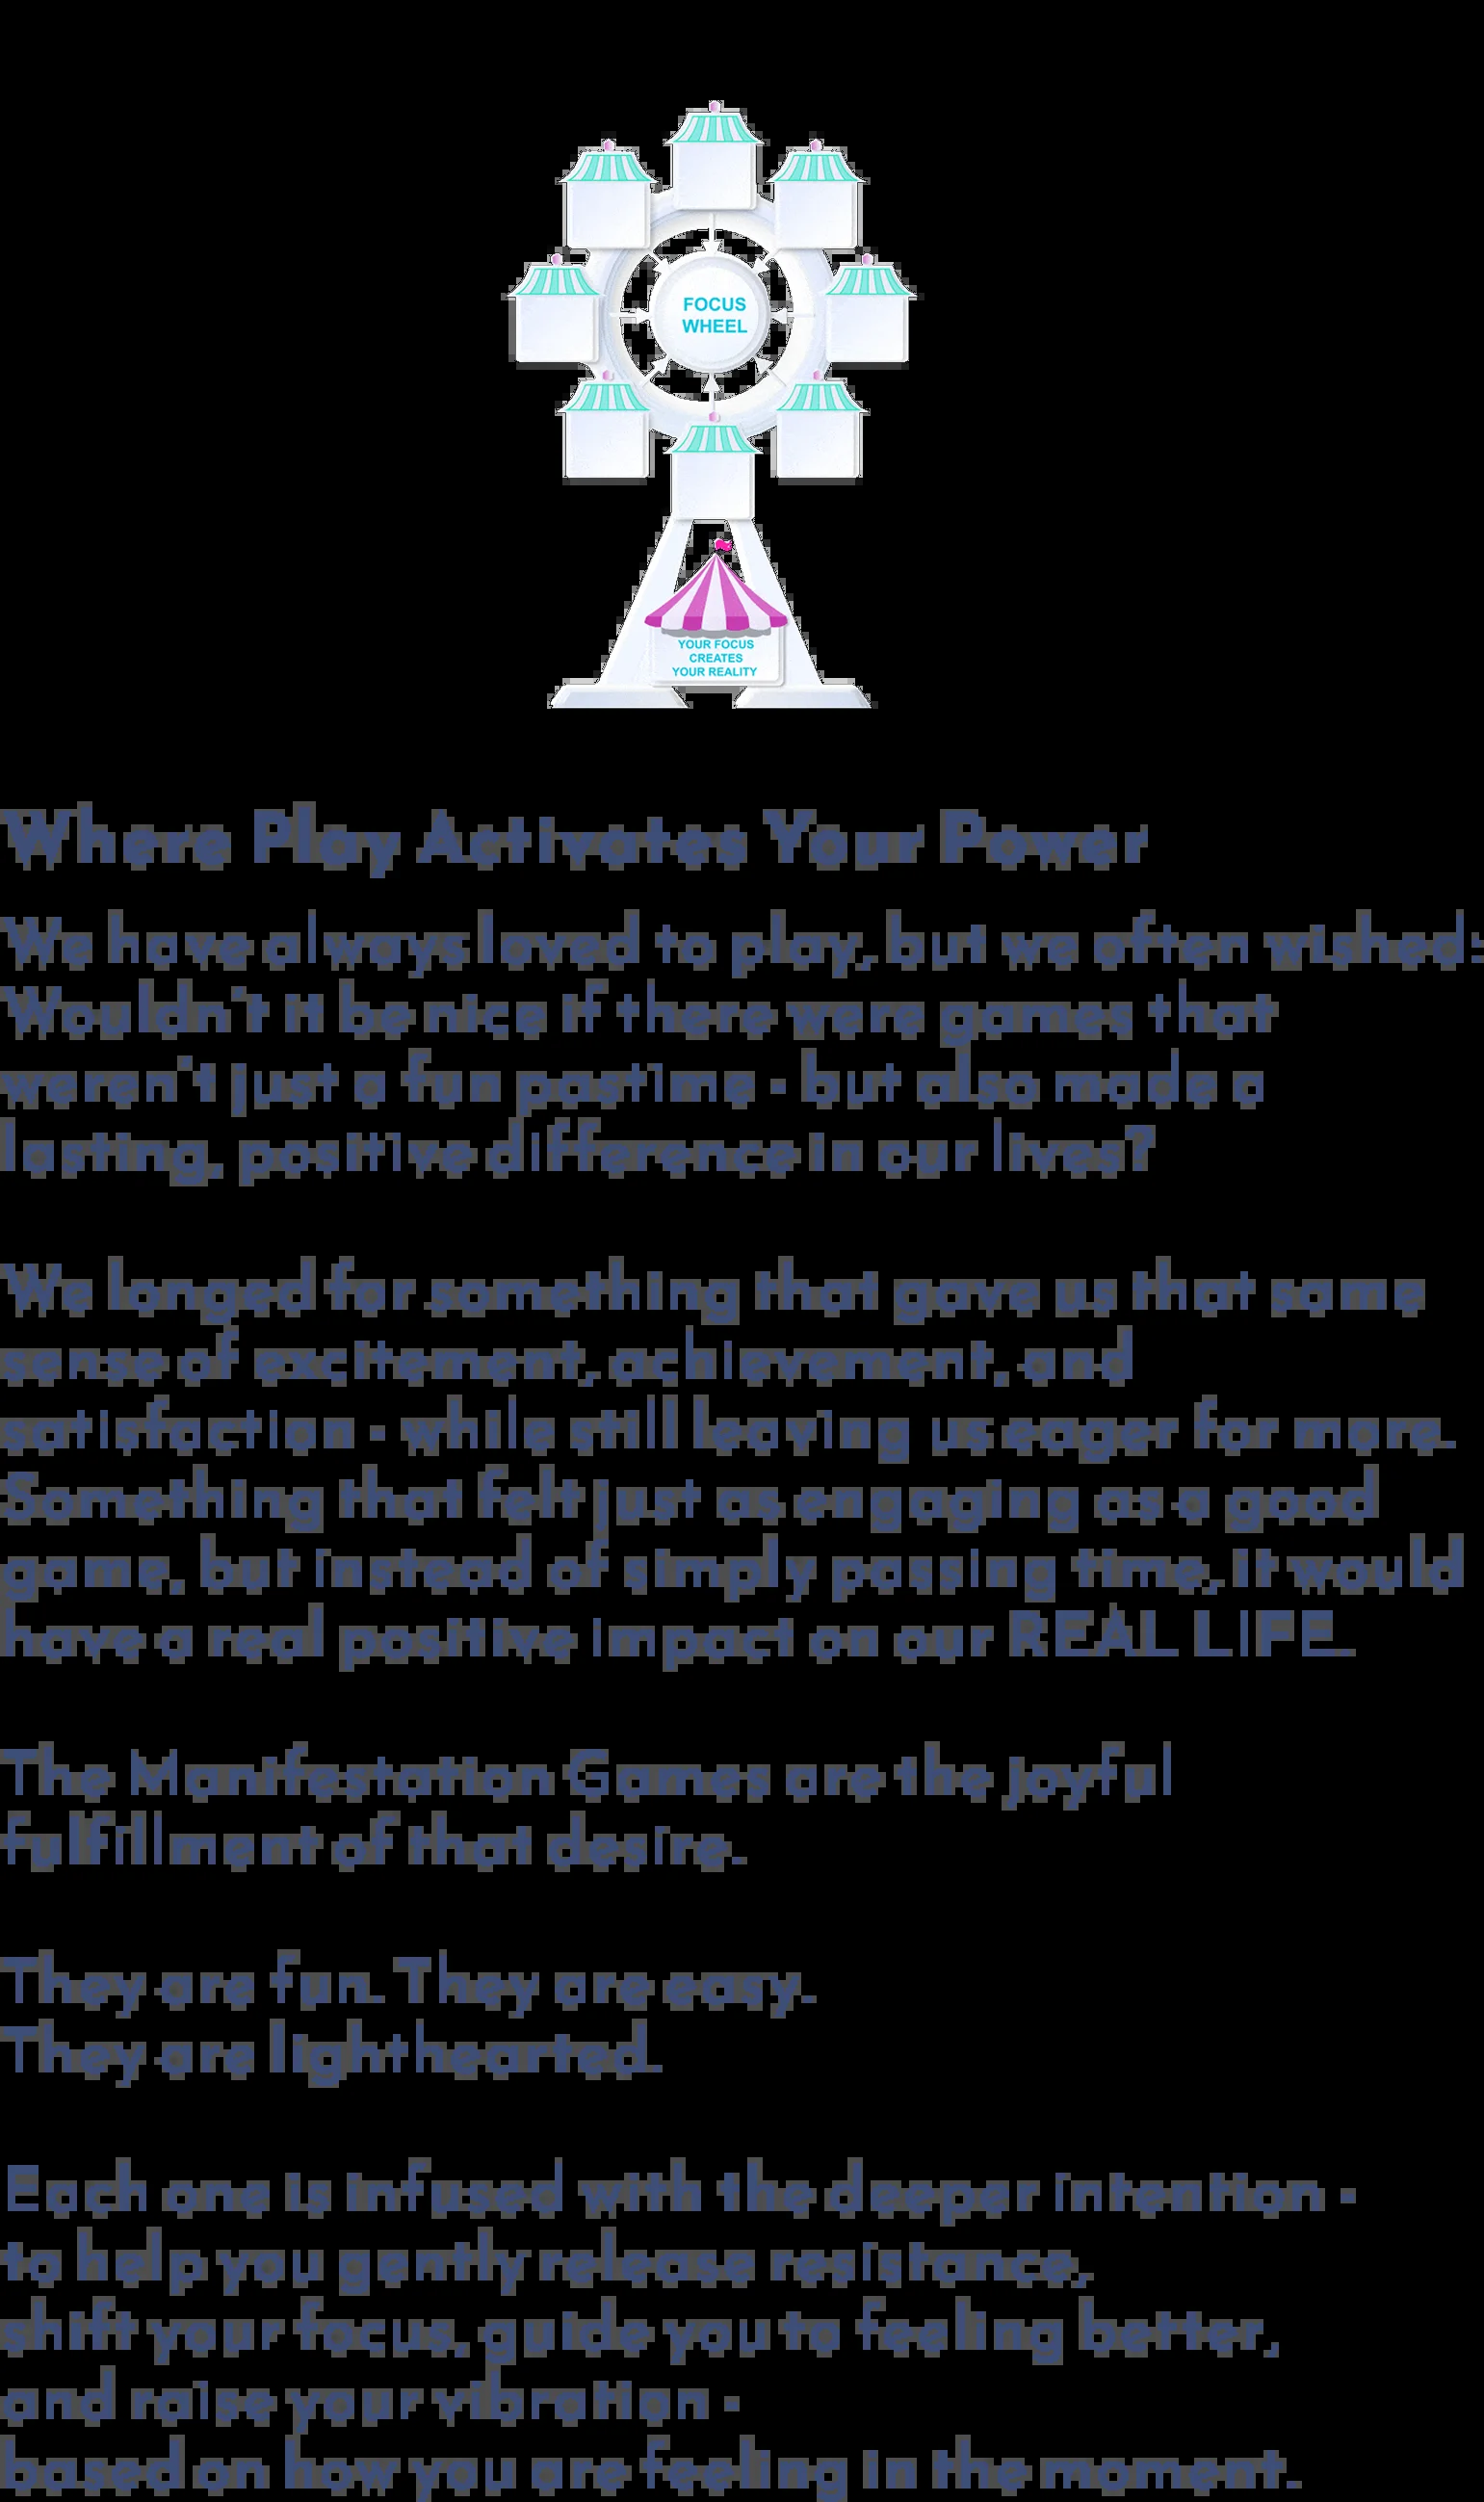 FOCUS
WHEEL
YOUR FOCUS
CREATES
YOUR REALITY
Where Play Activates Your Power
We have always loved to play, but we often wished:
Wouldn't it be nice if there were games that
weren't just a fun pastime - but also made a
lasting, positive difference in our lives?
We longed for something that gave us that same
sense of excitement, achievement, and
satisfaction - while still leaving us eager for more.
Something that felt just as engaging as a good
game, but instead of simply passing time, it would
have a real positive impact on our REAL LIFE.
The Manifestation Games are the joyful
fulfillment of that desire.
They are fun. They are easy.
They are lighthearted.
Each one is infused with the deeper intention -
to help you gently release resistance,
shift your focus, guide you to feeling better,
and raise your vibration -
based on how you are feeling in the moment.